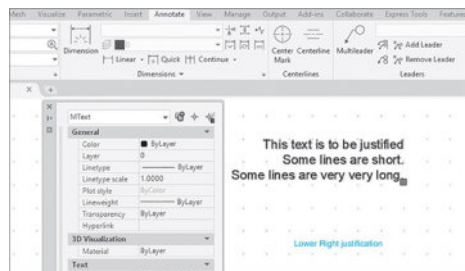 Mesh Visualize Parametric Insert Annotate View Manage Output Add-ins Collaborate Express Tools Feature
Dimension
Linear Quick Continue
Center Mark
Centerline
Multileader
Add Leader
Remove Leader
Dimensions
Centerlines
Leaders
MText
General
Color ByLayer
Layer 0
Linetype ByLayer
Linetype scale 1.0000
Plot style ByColor
Lineweight ByLayer
Transparency ByLayer
Hyperlink
3D Visualization
Material ByLayer
Text
This text is to be justified
Some lines are short.
Some lines are very very long.
Lower Right justification